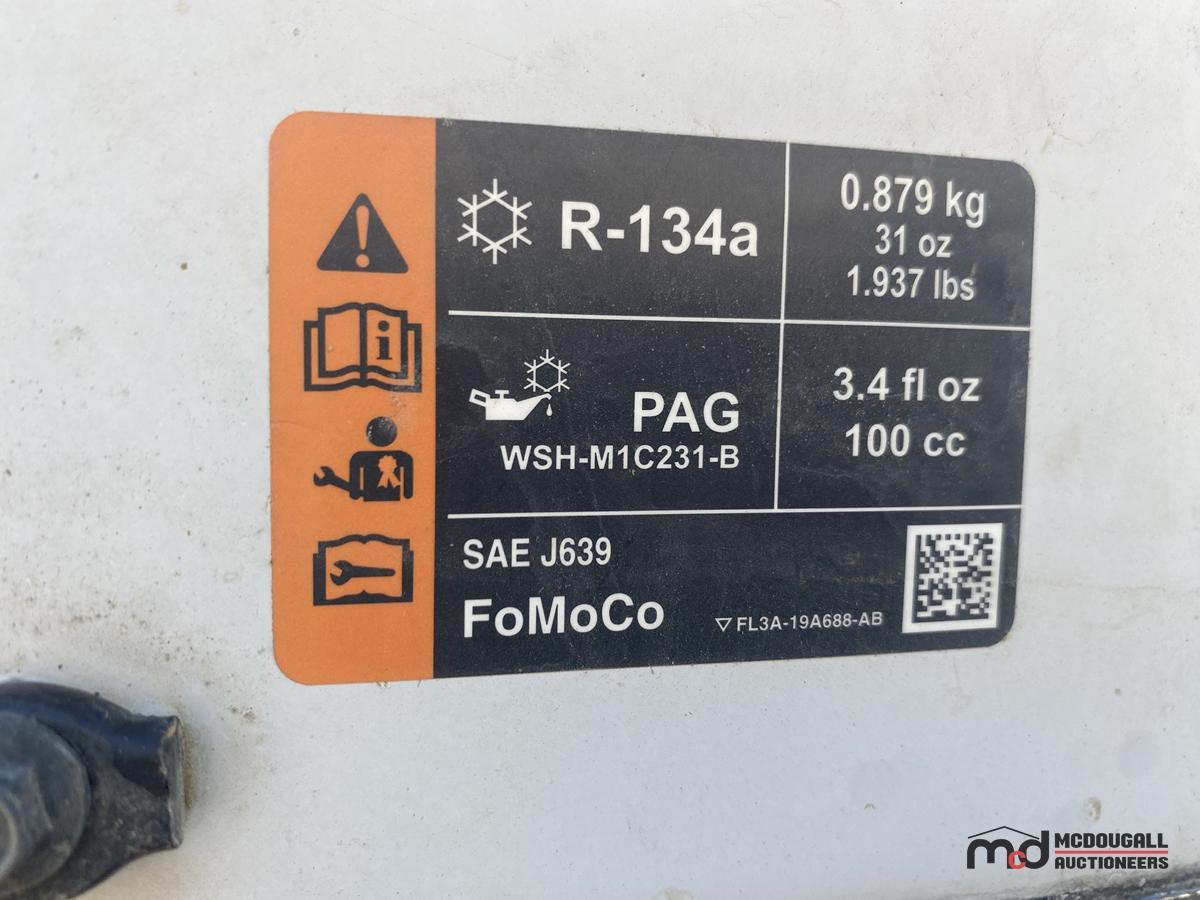 R-134a
0.879 kg
31 oz
1.937 lbs
PAG
WSH-M1C231-B
3.4 fl oz
100 cc
SAE J639
FoMoCo
FL3A-19A688-AB
mcd MCDOUGALL
AUCTIONEERS